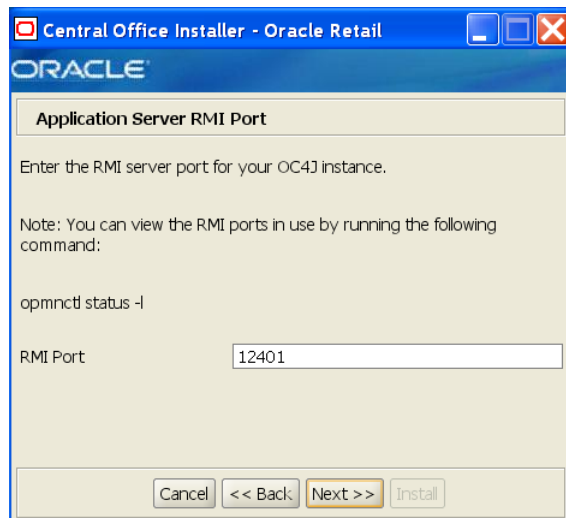 Central Office Installer - Oracle Retail
ORACLE
Application Server RMI Port
Enter the RMI server port for your OC4J instance.
Note: You can view the RMI ports in use by running the following
command:
opmnctl status -l
RMI Port 12401
Cancel << Back Next >> Install